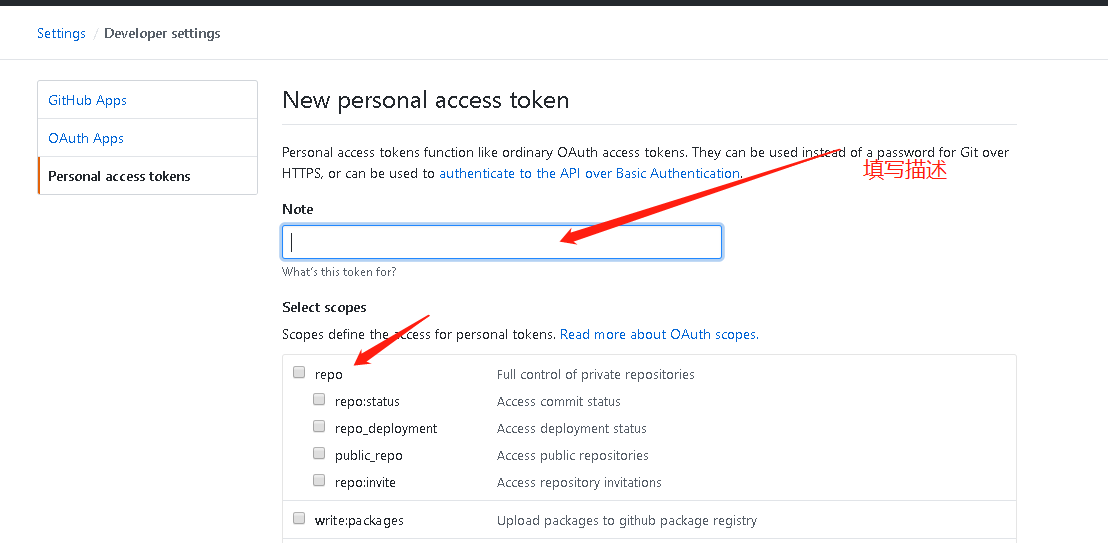 Settings / Developer settings
GitHub Apps
OAuth Apps
Personal access tokens
New personal access token
Personal access tokens function like ordinary OAuth access tokens. They can be used instead of a password for Git over
HTTPS, or can be used to authenticate to the API over Basic Authentication.
填写描述
Note
What's this token for?
Select scopes
Scopes define the access for personal tokens. Read more about OAuth scopes.
repo Full control of private repositories
repo:status Access commit status
repo_deployment Access deployment status
public_repo Access public repositories
repo:invite Access repository invitations
write:packages Upload packages to github package registry